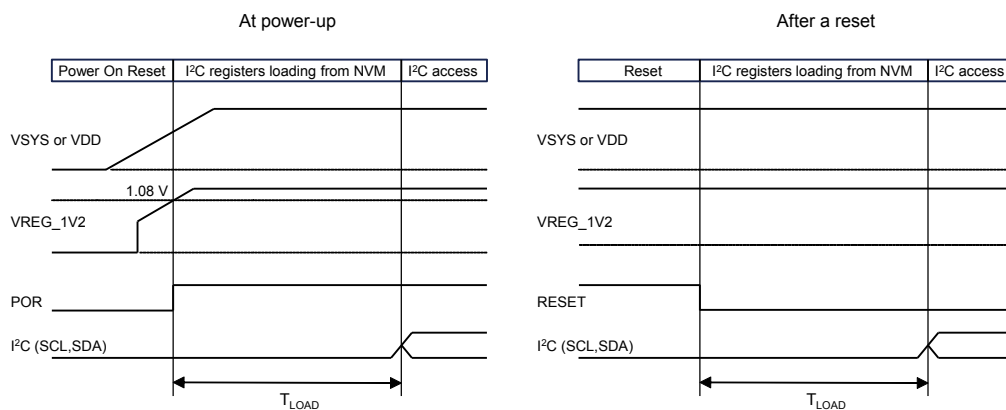 At power-up
Power On Reset I²C registers loading from NVM I²C access
VSYS or VDD
1.08 V
VREG_1V2
POR
I²C (SCL,SDA)
T_LOAD
After a reset
Reset I²C registers loading from NVM I²C access
VSYS or VDD
VREG_1V2
RESET
I²C (SCL,SDA)
T_LOAD